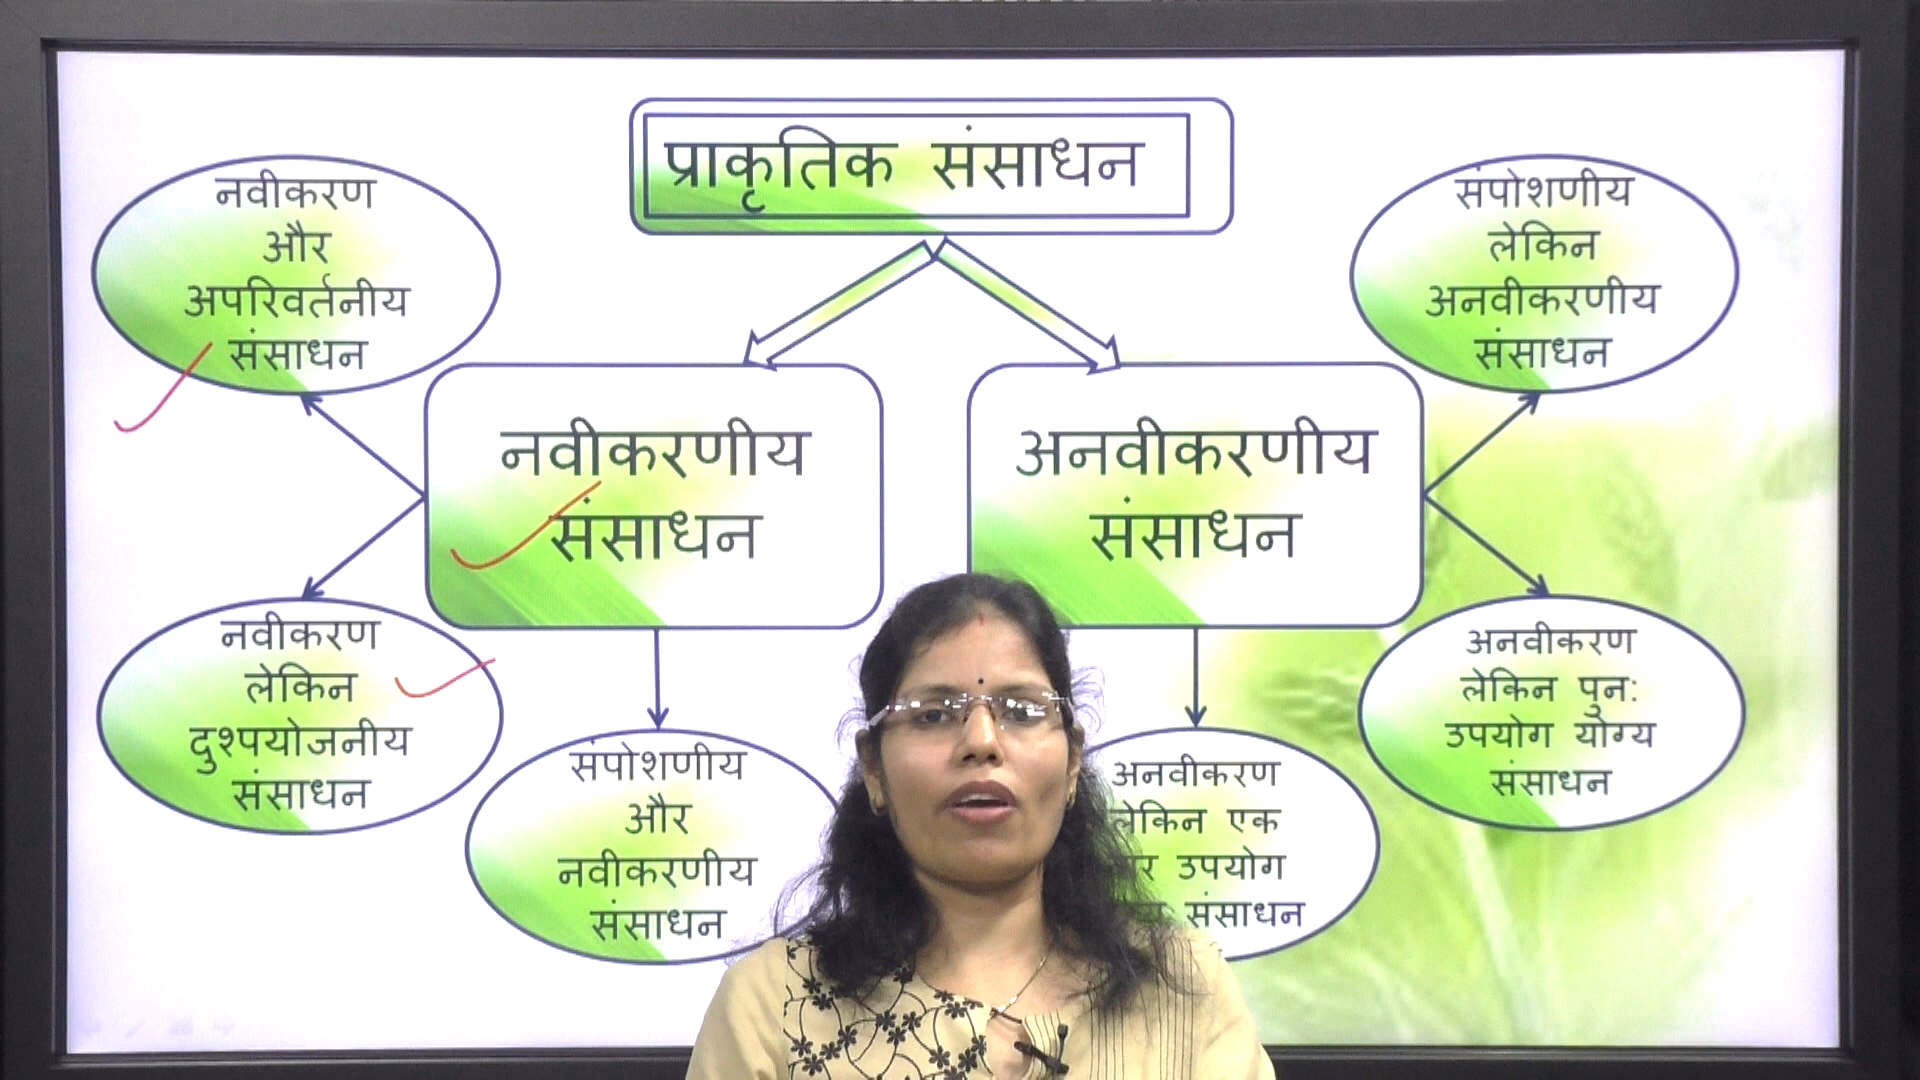 प्राकृतिक संसाधन
नवीकरण
और
अपरिवर्तनीय
संसाधन
संपोशणीय
लेकिन
अनवीकरणीय
संसाधन
नवीकरणीय
संसाधन
अनवीकरणीय
संसाधन
नवीकरण
लेकिन
दुश्पयोजनीय
संसाधन
अनवीकरण
लेकिन पुन:
उपयोग योग्य
संसाधन
संपोशणीय
और
नवीकरणीय
संसाधन
अनवीकरण
लेकिन एक
उपयोग
संसाधन